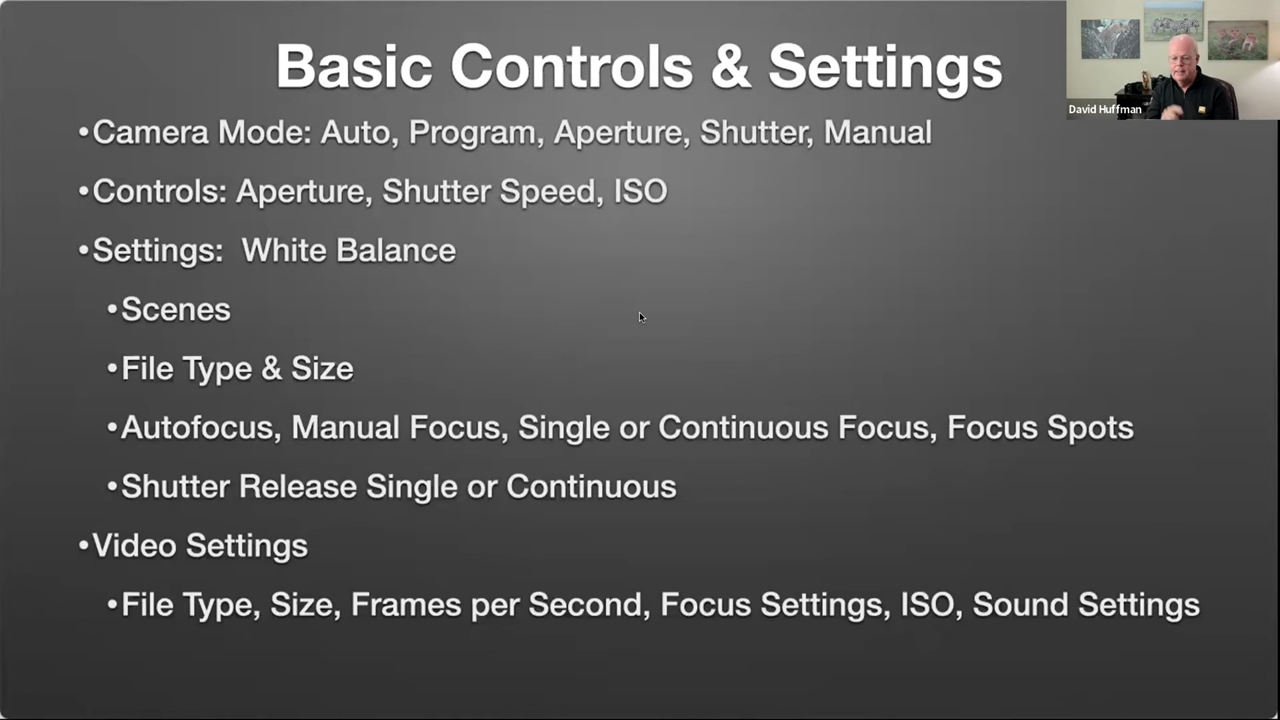 Basic Controls & Settings
David Huffman
•Camera Mode: Auto, Program, Aperture, Shutter, Manual
•Controls: Aperture, Shutter Speed, ISO
•Settings:  White Balance
•Scenes
•File Type & Size
•Autofocus, Manual Focus, Single or Continuous Focus, Focus Spots
•Shutter Release Single or Continuous
•Video Settings
•File Type, Size, Frames per Second, Focus Settings, ISO, Sound Settings